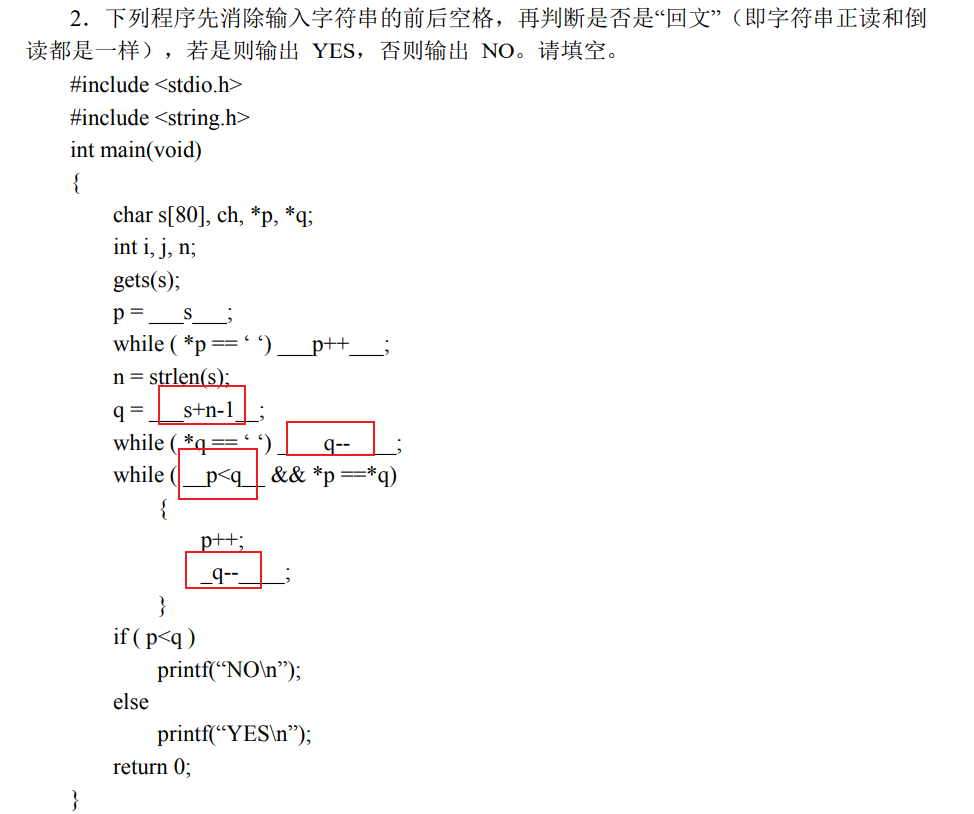 2．下列程序先消除输入字符串的前后空格，再判断是否是“回文”（即字符串正读和倒
读都是一样），若是则输出 YES，否则输出 NO。请填空。
#include <stdio.h>
#include <string.h>
int main(void)
{
char s[80], ch, *p, *q;
int i, j, n;
gets(s);
p = ___s___;
while ( *p == ‘ ‘) ___p++___;
n = strlen(s);
q = ___s+n-1__;
while ( *q == ‘ ‘) ____q--____;
while ( __p<q__ && *p ==*q)
{
p++;
_q--____;
}
if ( p<q )
printf(“NO\n”);
else
printf(“YES\n”);
return 0;
}